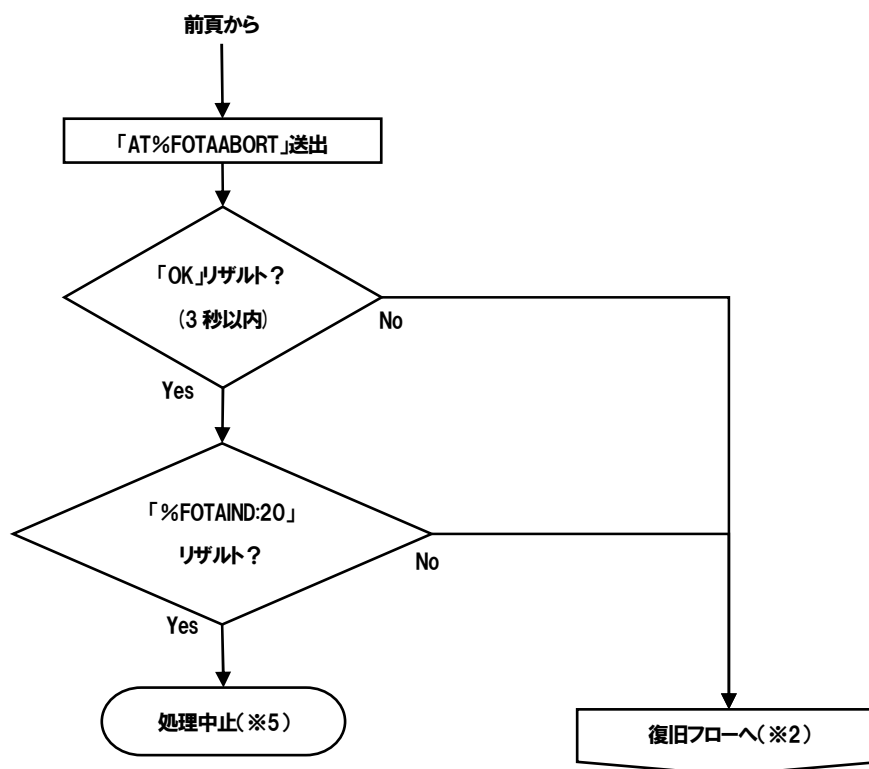 前頁から
「AT%FOTAABORT」送出
「OK」リザルト？
(3 秒以内)
No
Yes
「%FOTAIND:20」
リザルト？
No
Yes
処理中止(※5)
復旧フローへ(※2)